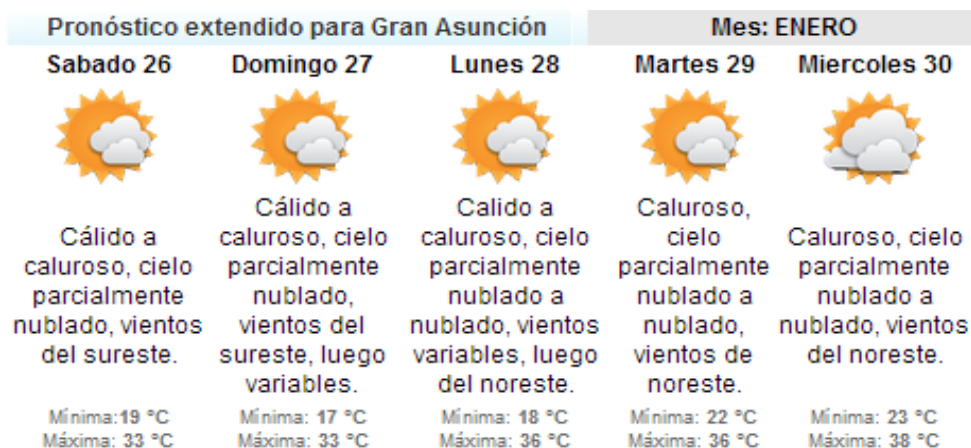 Pronóstico extendido para Gran Asunción
Mes: ENERO
Sabado 26
Cálido a
caluroso, cielo
parcialmente
nublado, vientos
del sureste.
Mínima:19 °C
Máxima: 33 °C
Domingo 27
Cálido a
caluroso, cielo
parcialmente
nublado,
vientos del
sureste, luego
variables.
Mínima: 17 °C
Máxima: 33 °C
Lunes 28
Calido a
caluroso, cielo
parcialmente
nublado a
nublado, vientos
variables, luego
del noreste.
Mínima: 18 °C
Máxima: 36 °C
Martes 29
Caluroso,
cielo
parcialmente
nublado a
nublado,
vientos de
noreste.
Mínima: 22 °C
Máxima: 36 °C
Miercoles 30
Caluroso, cielo
parcialmente
nublado a
nublado, vientos
del noreste.
Mínima: 23 °C
Máxima: 38 °C